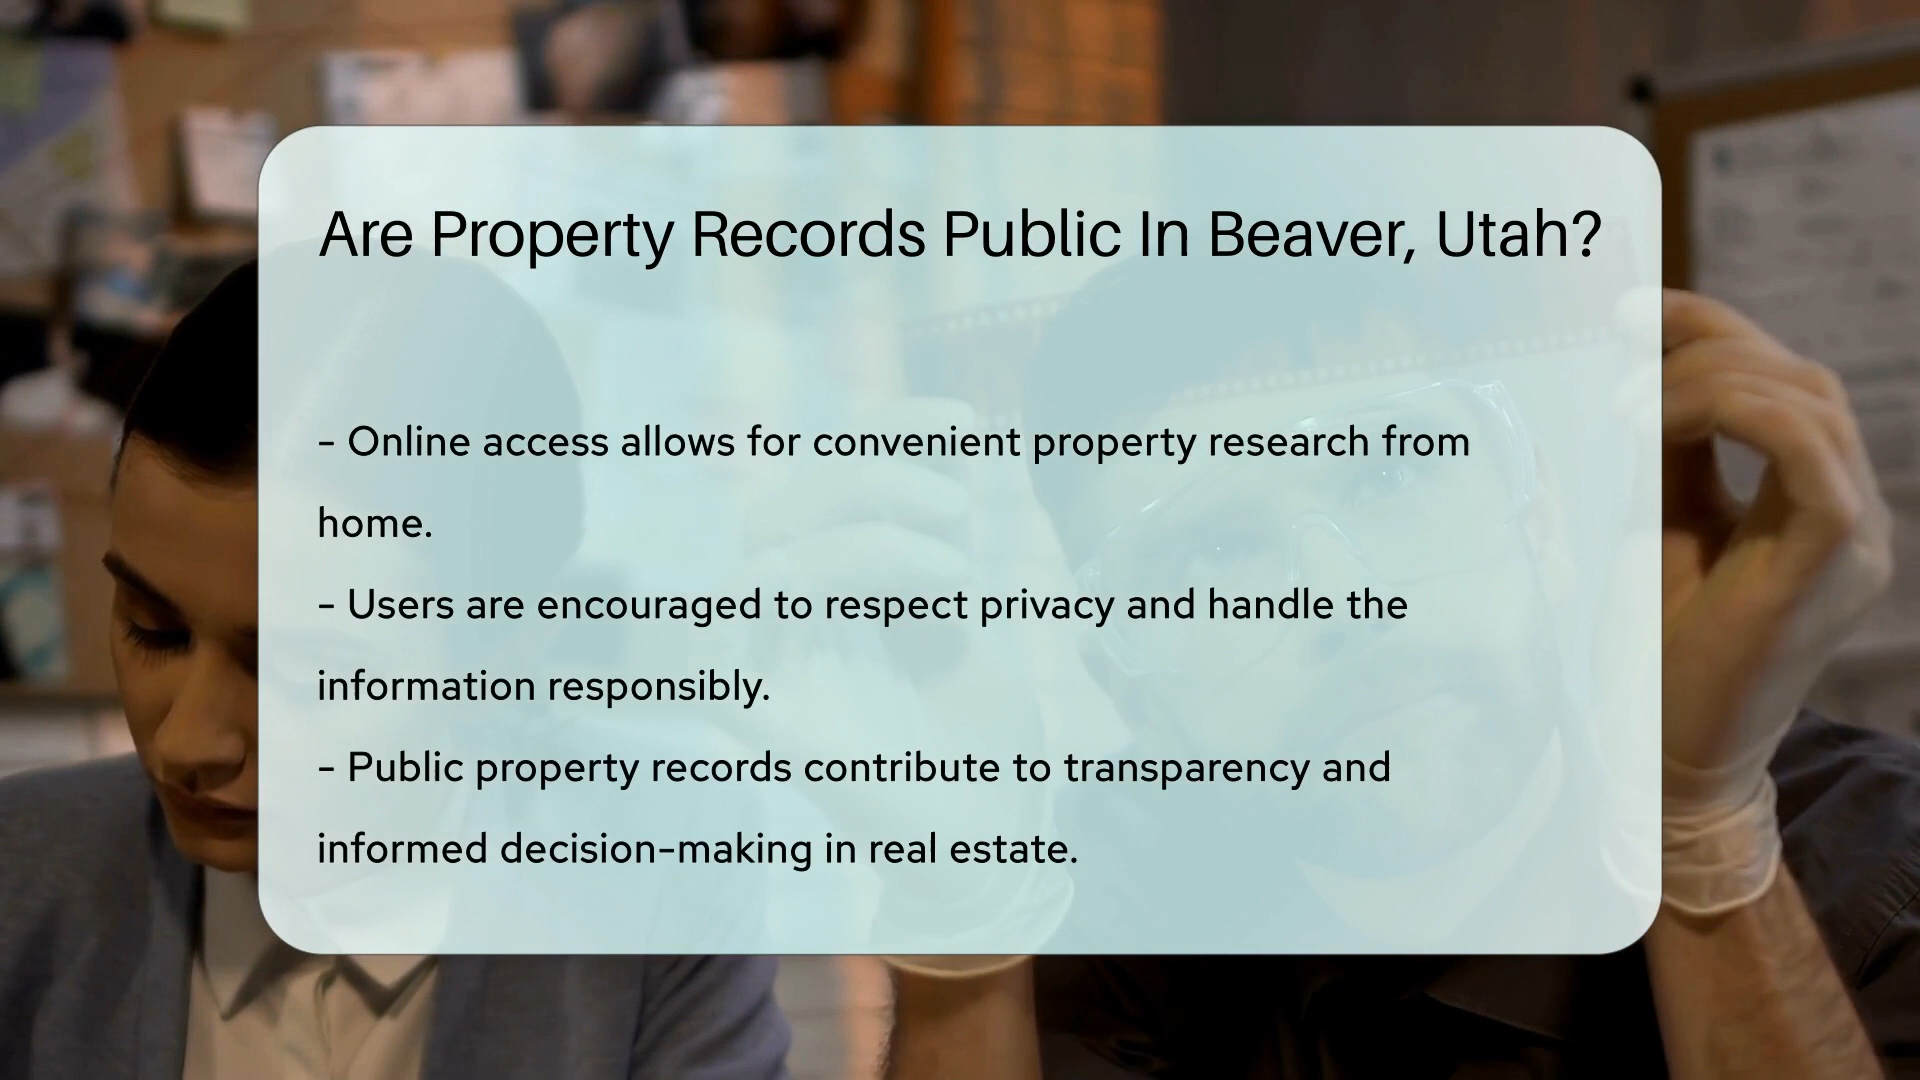 Are Property Records Public In Beaver, Utah?
- Online access allows for convenient property research from
home.
- Users are encouraged to respect privacy and handle the
information responsibly.
- Public property records contribute to transparency and
informed decision-making in real estate.